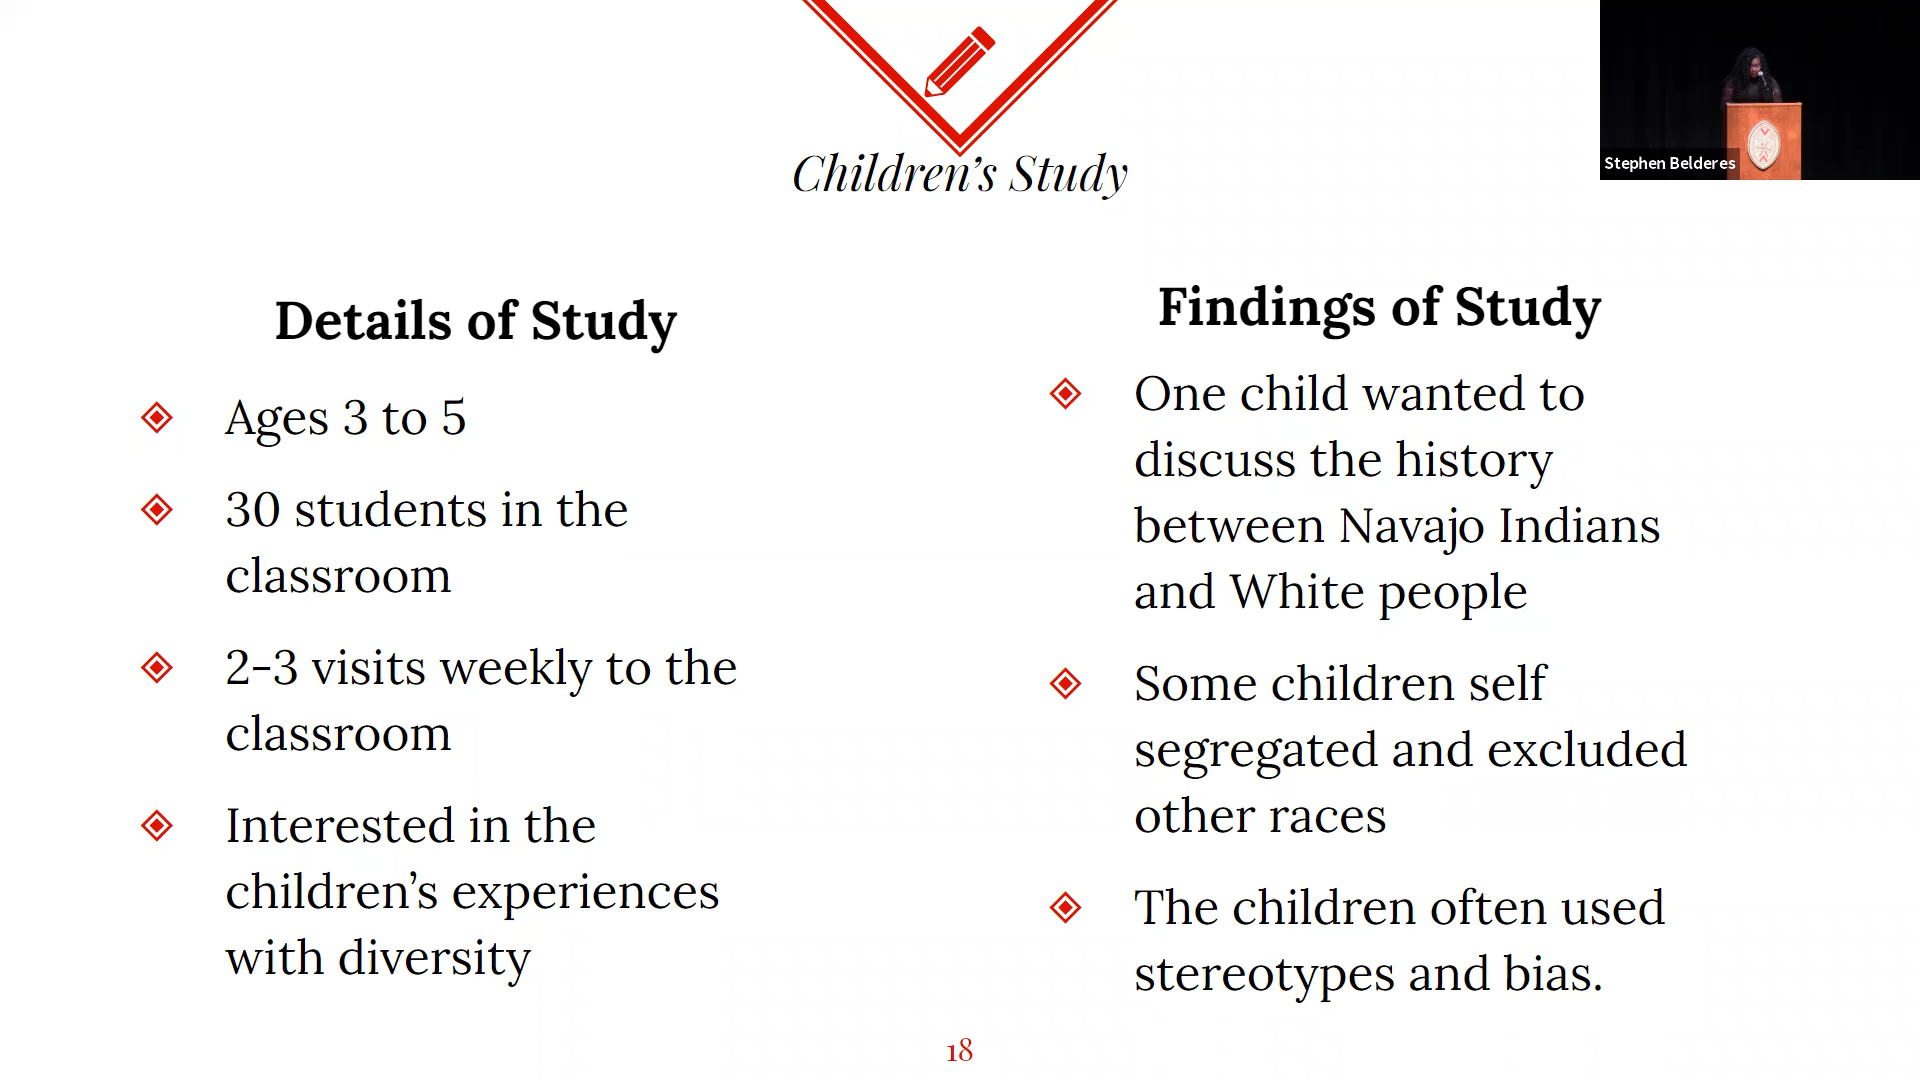 Children's Study
Stephen Belderes
Details of Study
Ages 3 to 5
30 students in the
classroom
2-3 visits weekly to the
classroom
Interested in the
children's experiences
with diversity
Findings of Study
One child wanted to
discuss the history
between Navajo Indians
and White people
Some children self
segregated and excluded
other races
The children often used
stereotypes and bias.
18